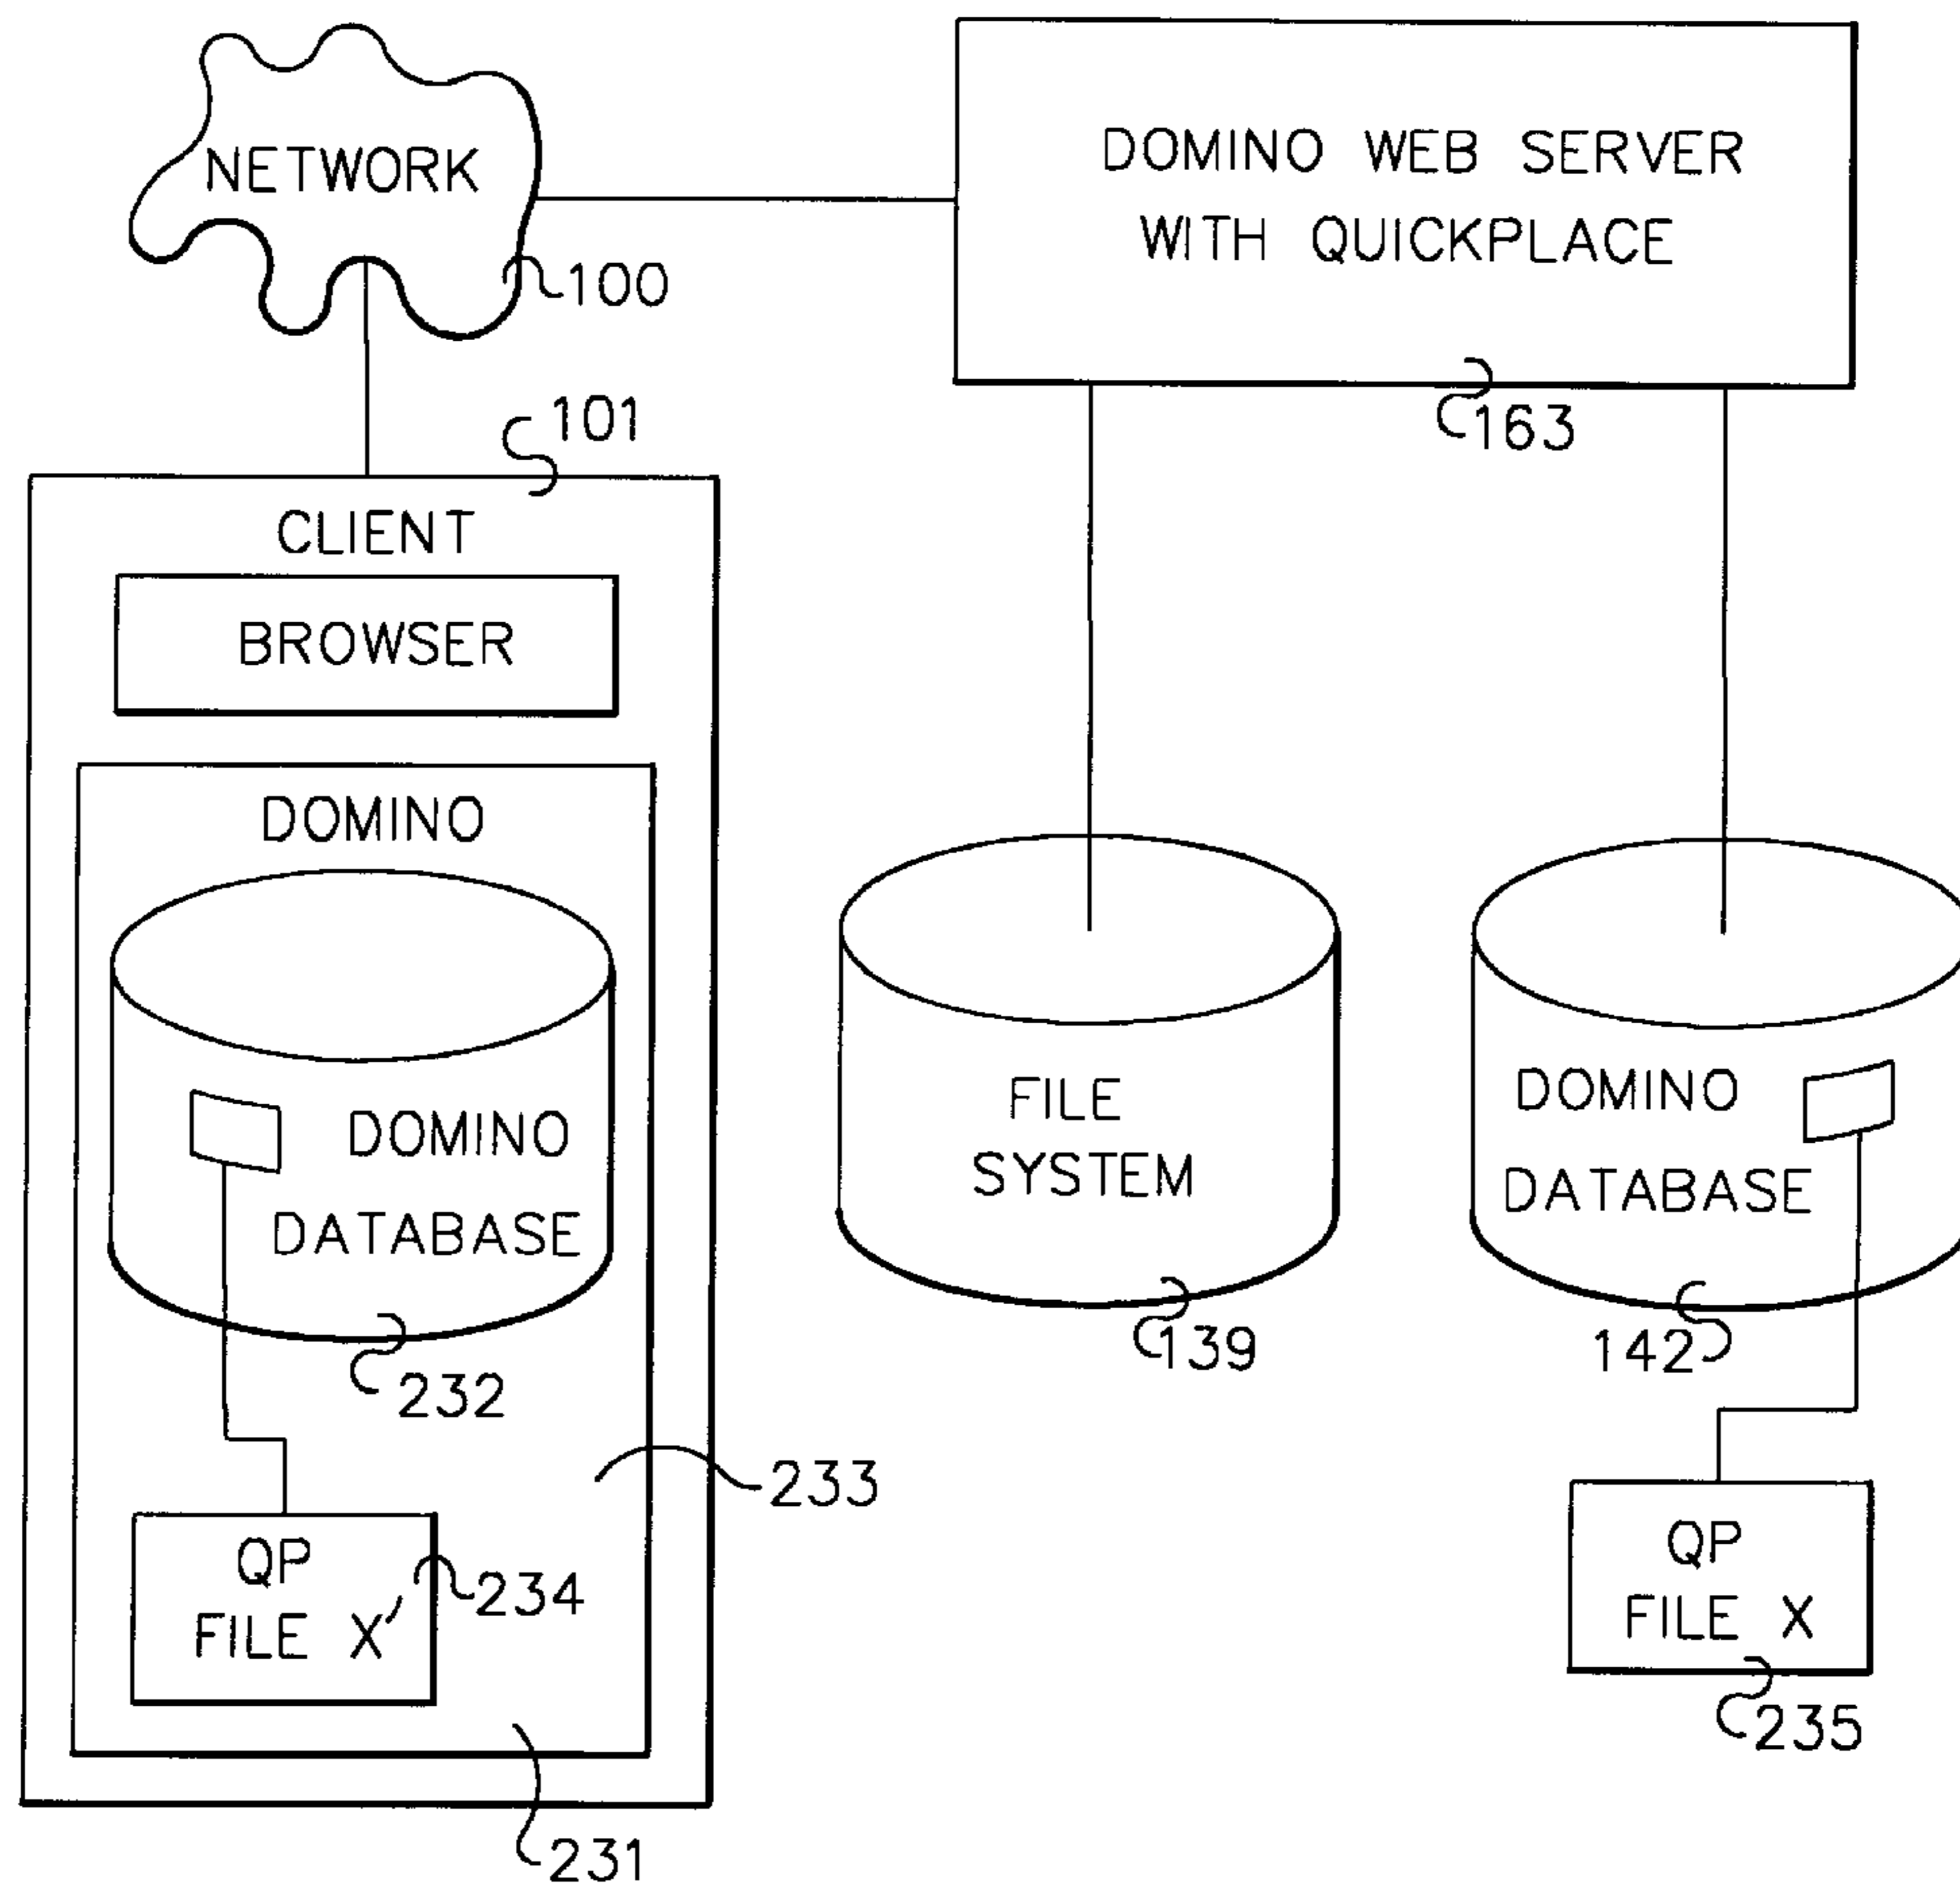 NETWORK
100
DOMINO WEB SERVER
WITH QUICKPLACE
163
101
CLIENT
BROWSER
DOMINO
DOMINO
DATABASE
232
233
QP
FILE X'
234
231
FILE
SYSTEM
139
DOMINO
DATABASE
142
QP
FILE X
235